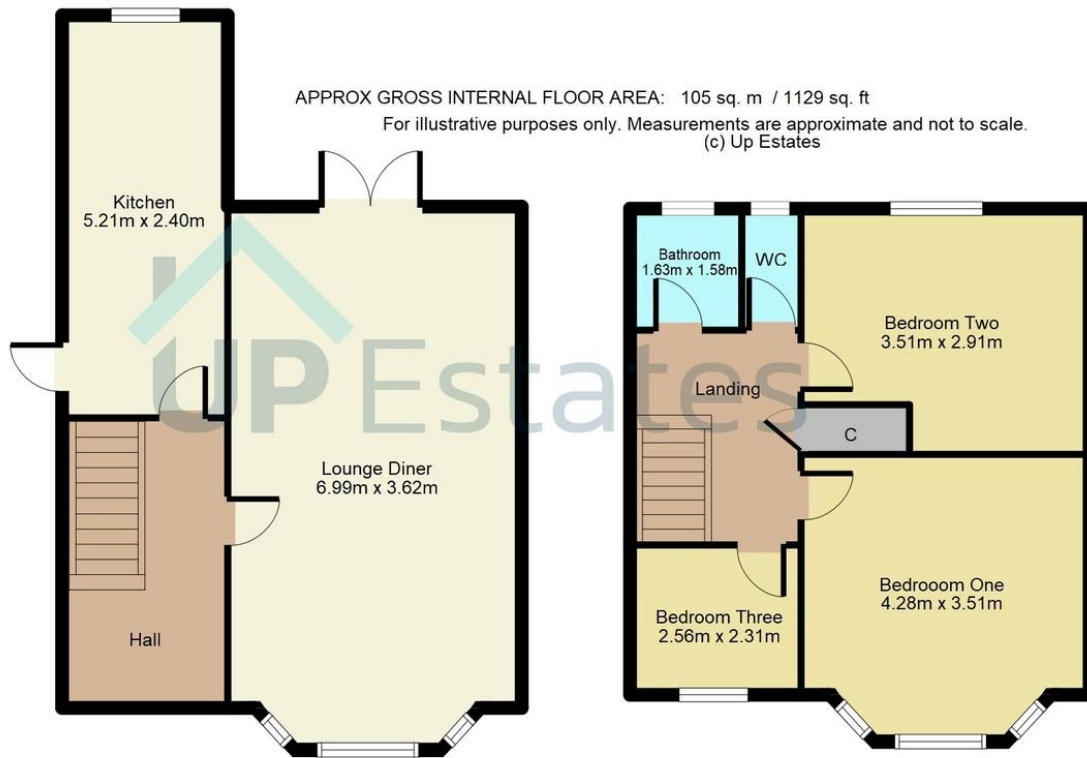 APPROX GROSS INTERNAL FLOOR AREA: 105 sq. m / 1129 sq. ft
For illustrative purposes only. Measurements are approximate and not to scale.
(c) Up Estates
Kitchen
5.21m x 2.40m
Lounge Diner
6.99m x 3.62m
Hall
Bathroom
1.63m x 1.58m
WC
Bedroom Two
3.51m x 2.91m
Landing
C
Bedrooom One
4.28m x 3.51m
Bedroom Three
2.56m x 2.31m
UP Estates